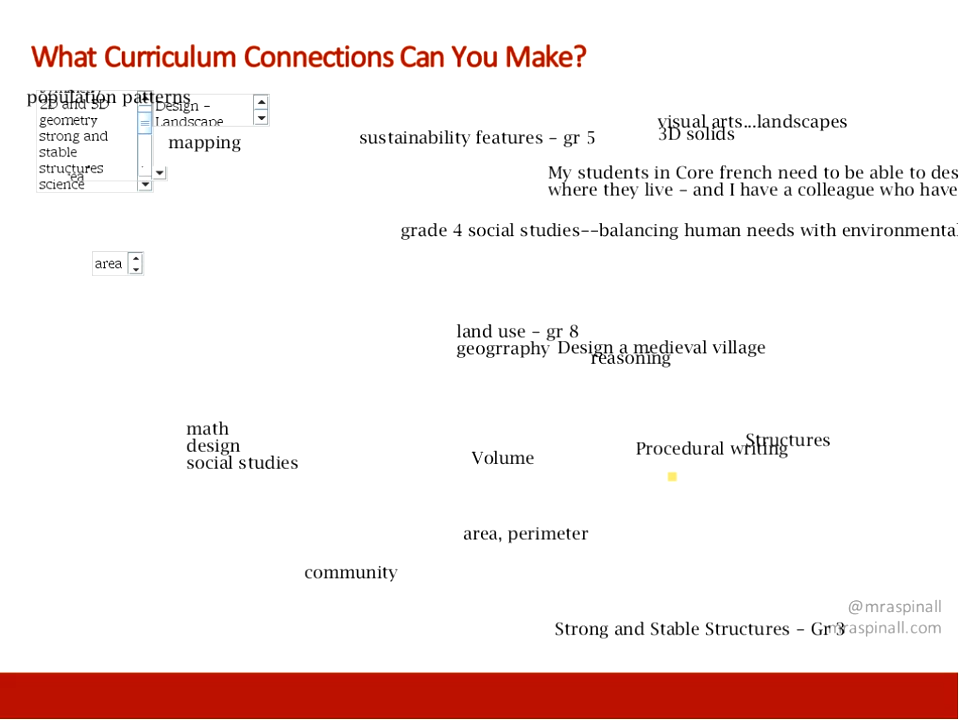 What Curriculum Connections Can You Make?
population patterns
2D and 3D
geometry
strong and
stable
structures
science
Design -
Landscape
mapping
sustainability features - gr 5
visual arts...landscapes
3D solids
My students in Core french need to be able to des
where they live - and I have a colleague who have
grade 4 social studies--balancing human needs with environmental
area
land use - gr 8
geogrraphy
Design a medieval village
reasoning
math
design
social studies
Volume
Structures
Procedural writing
area, perimeter
community
@mraspinall
mraspinall.com
Strong and Stable Structures - Gr 3